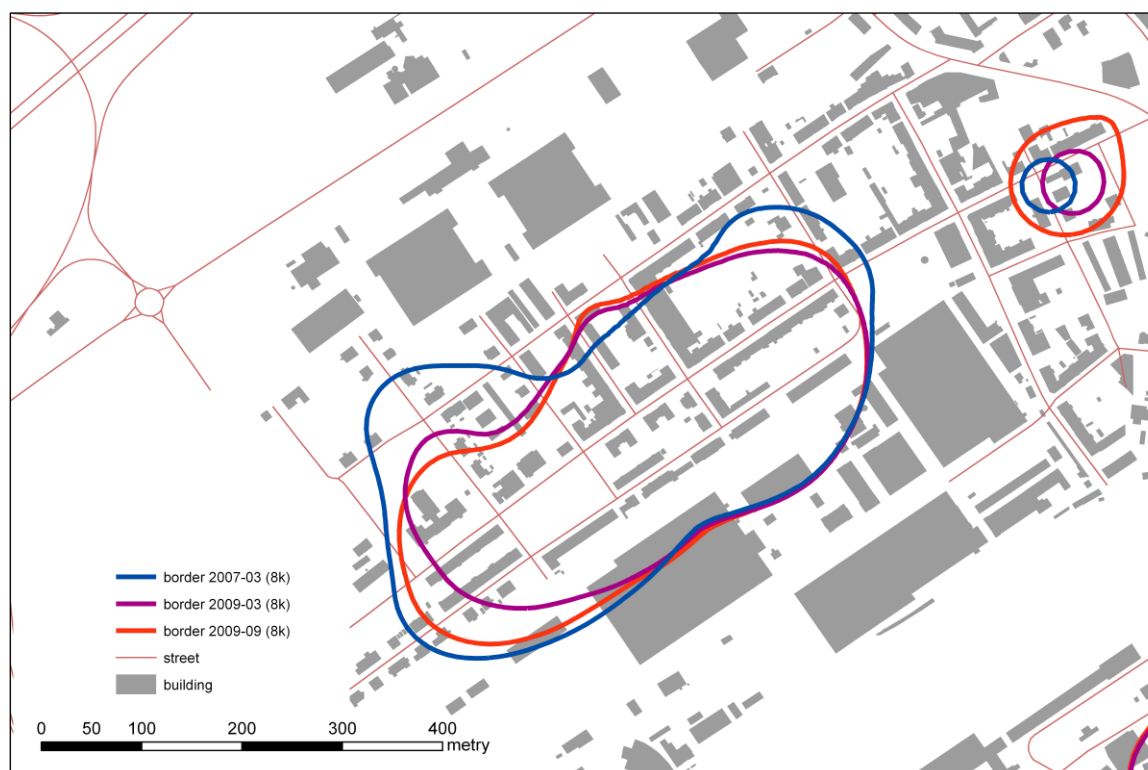 border 2007-03 (8k)
border 2009-03 (8k)
border 2009-09 (8k)
street
building
0 50 100 200 300 400
metry